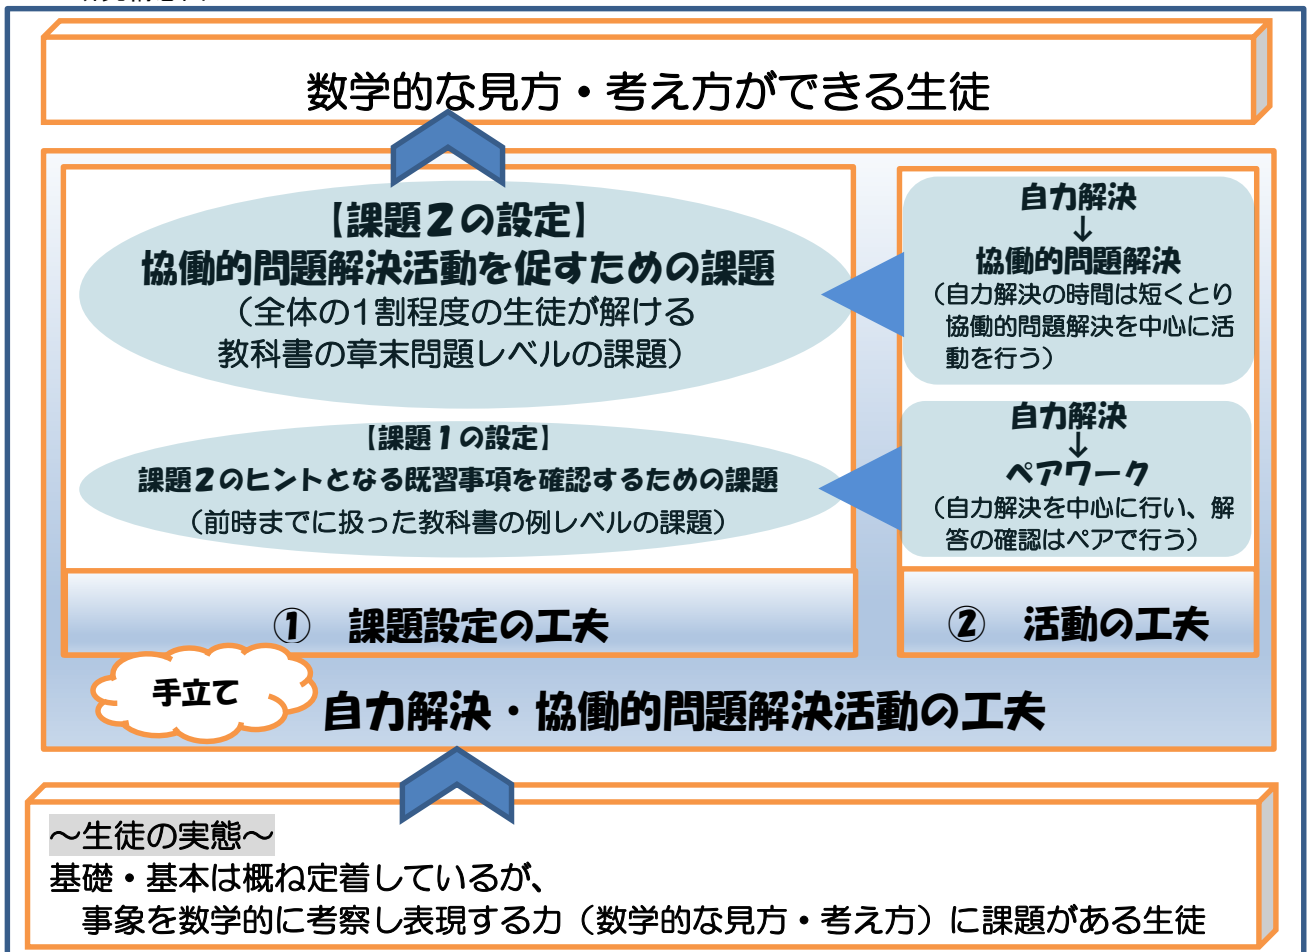 数学的な見方・考え方ができる生徒
【課題2の設定】
協働的問題解決活動を促すための課題
（全体の1割程度の生徒が解ける
教科書の章末問題レベルの課題）
【課題1の設定】
課題2のヒントとなる既習事項を確認するための課題
（前時までに扱った教科書の例レベルの課題）
① 課題設定の工夫
自力解決
↓
協働的問題解決
（自力解決の時間は短くとり
協働的問題解決を中心に活
動を行う）
自力解決
↓
ペアワーク
（自力解決を中心に行い、解
答の確認はペアで行う）
② 活動の工夫
手立て
自力解決・協働的問題解決活動の工夫
～生徒の実態～
基礎・基本は概ね定着しているが、
事象を数学的に考察し表現する力（数学的な見方・考え方）に課題がある生徒